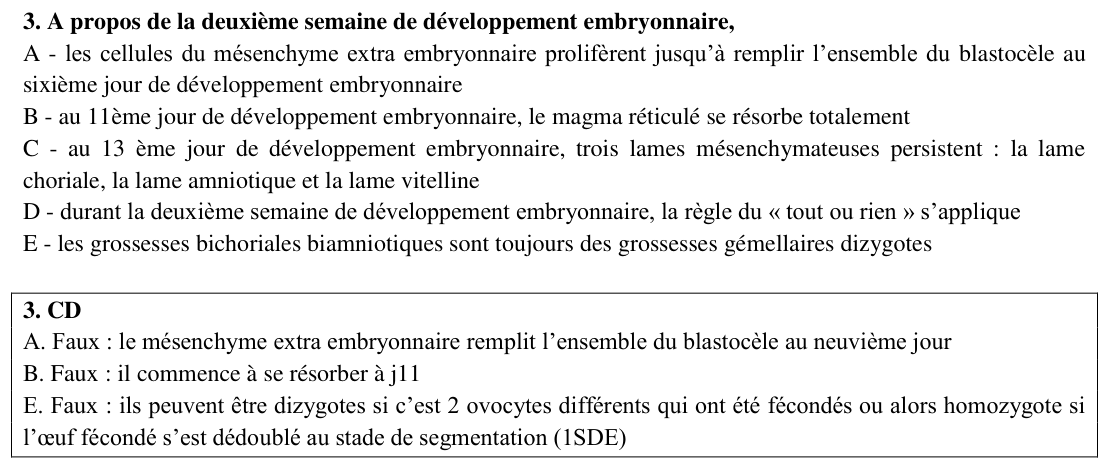 3. A propos de la deuxième semaine de développement embryonnaire,
A - les cellules du mésenchyme extra embryonnaire prolifèrent jusqu’à remplir l’ensemble du blastocèle au
sixième jour de développement embryonnaire
B - au 11ème jour de développement embryonnaire, le magma réticulé se résorbe totalement
C - au 13 ème jour de développement embryonnaire, trois lames mésenchymateuses persistent : la lame
choriale, la lame amniotique et la lame vitelline
D - durant la deuxième semaine de développement embryonnaire, la règle du « tout ou rien » s’applique
E - les grossesses bichoriales biamniotiques sont toujours des grossesses gémellaires dizygotes
3. CD
A. Faux : le mésenchyme extra embryonnaire remplit l’ensemble du blastocèle au neuvième jour
B. Faux : il commence à se résorber à j11
E. Faux : ils peuvent être dizygotes si c’est 2 ovocytes différents qui ont été fécondés ou alors homozygote si
l’œuf fécondé s’est dédoublé au stade de segmentation (1SDE)